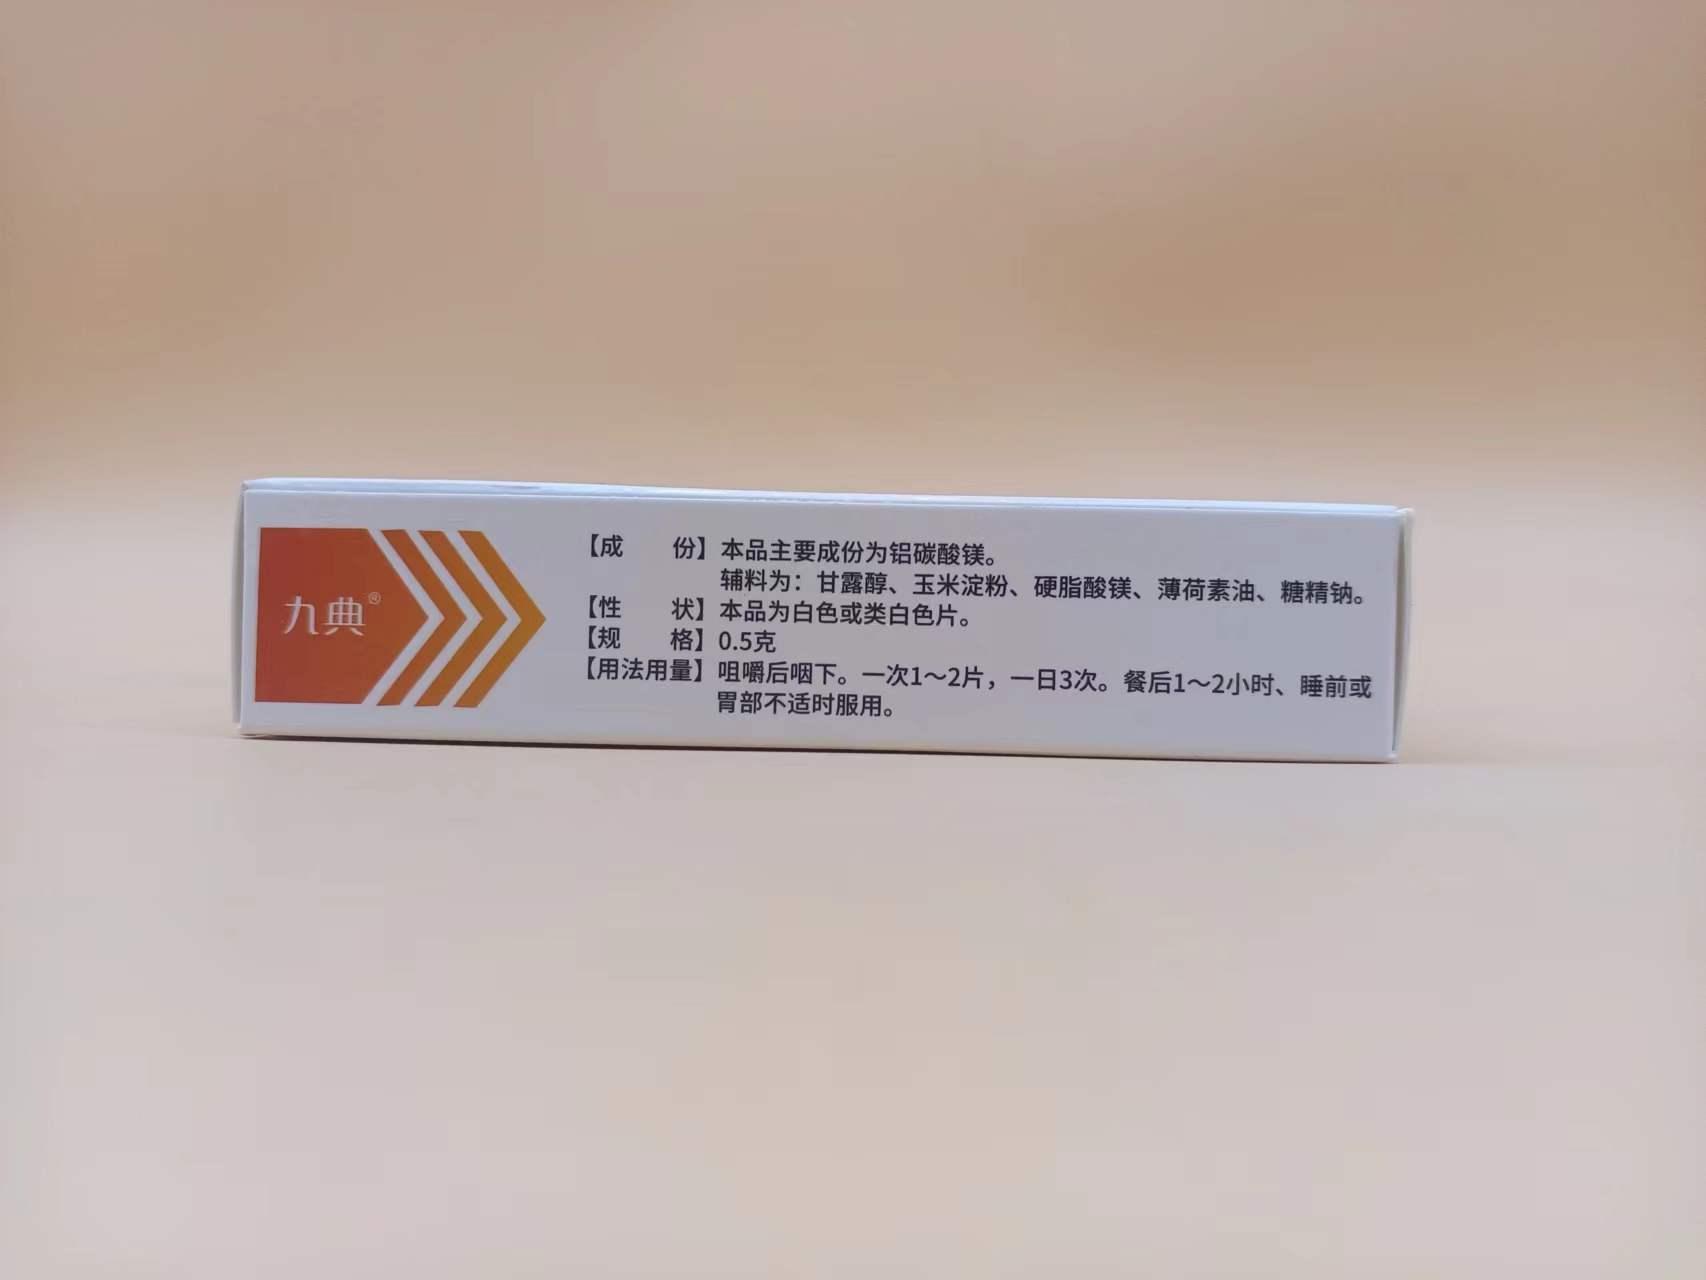 九典®
【成　　份】本品主要成份为铝碳酸镁。
辅料为：甘露醇、玉米淀粉、硬脂酸镁、薄荷素油、糖精钠。
【性　　状】本品为白色或类白色片。
【规　　格】0.5克
【用法用量】咀嚼后咽下。一次1～2片，一日3次。餐后1～2小时、睡前或
胃部不适时服用。